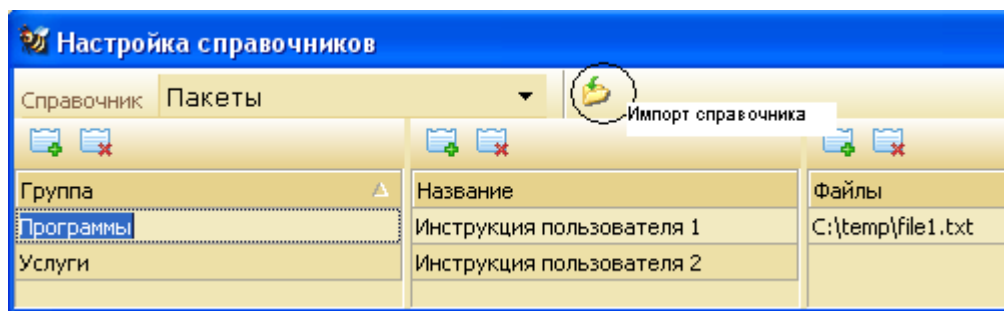 Настройка справочников
Справочник Пакеты
Импорт справочника
Группа Название Файлы
Программы Инструкция пользователя 1 C:\temp\file1.txt
Услуги Инструкция пользователя 2